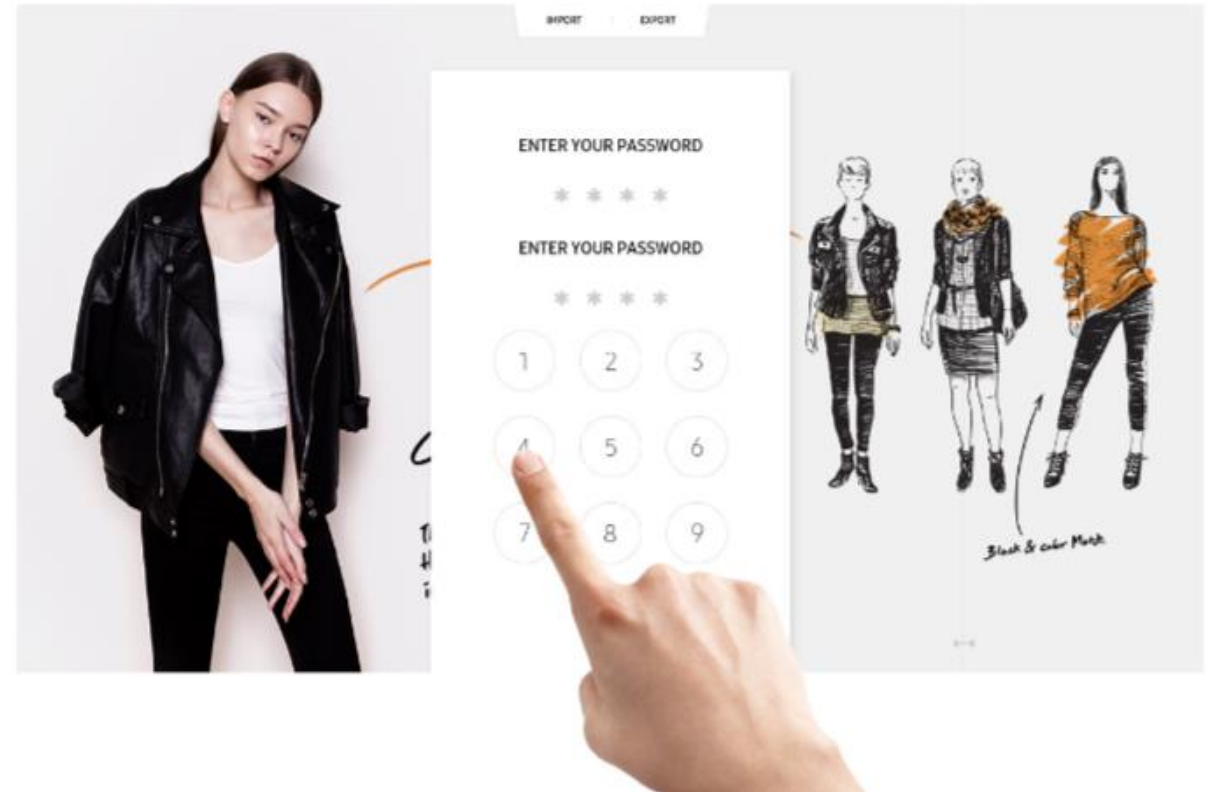 IMPORT | EXPORT
ENTER YOUR PASSWORD
* * * *
ENTER YOUR PASSWORD
* * * *
1 2 3
4 5 6
7 8 9
Black & color Match